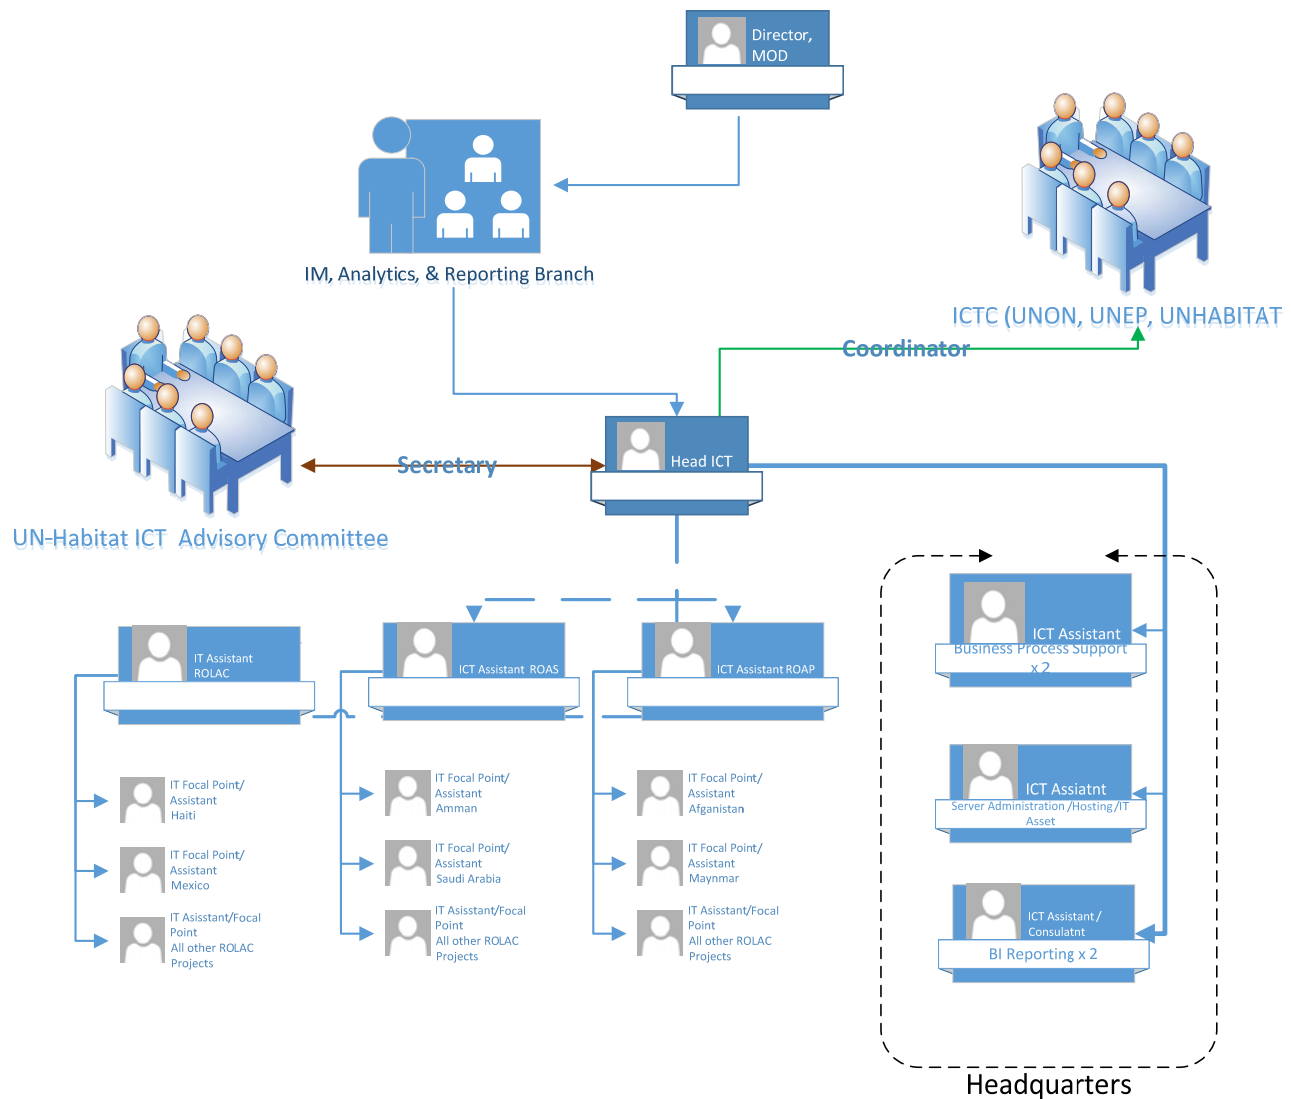 Director,
MOD
IM, Analytics, & Reporting Branch
ICTC (UNON, UNEP, UNHABITAT
Coordinator
Secretary
Head ICT
UN-Habitat ICT  Advisory Committee
IT Assistant
ROLAC
ICT Assistant ROAS
ICT Assistant ROAP
ICT Assistant
Business Process Support
x 2
IT Focal Point/
Assistant
Haiti
IT Focal Point/
Assistant
Amman
IT Focal Point/
Assistant
Afganistan
ICT Assiatnt
Server Administration /Hosting /IT
Asset
IT Focal Point/
Assistant
Mexico
IT Focal Point/
Assistant
Saudi Arabia
IT Focal Point/
Assistant
Maynmar
IT Asisstant/Focal
Point
All other ROLAC
Projects
IT Asisstant/Focal
Point
All other ROLAC
Projects
IT Asisstant/Focal
Point
All other ROLAC
Projects
ICT Assistant /
Consulatnt
BI Reporting x 2
Headquarters